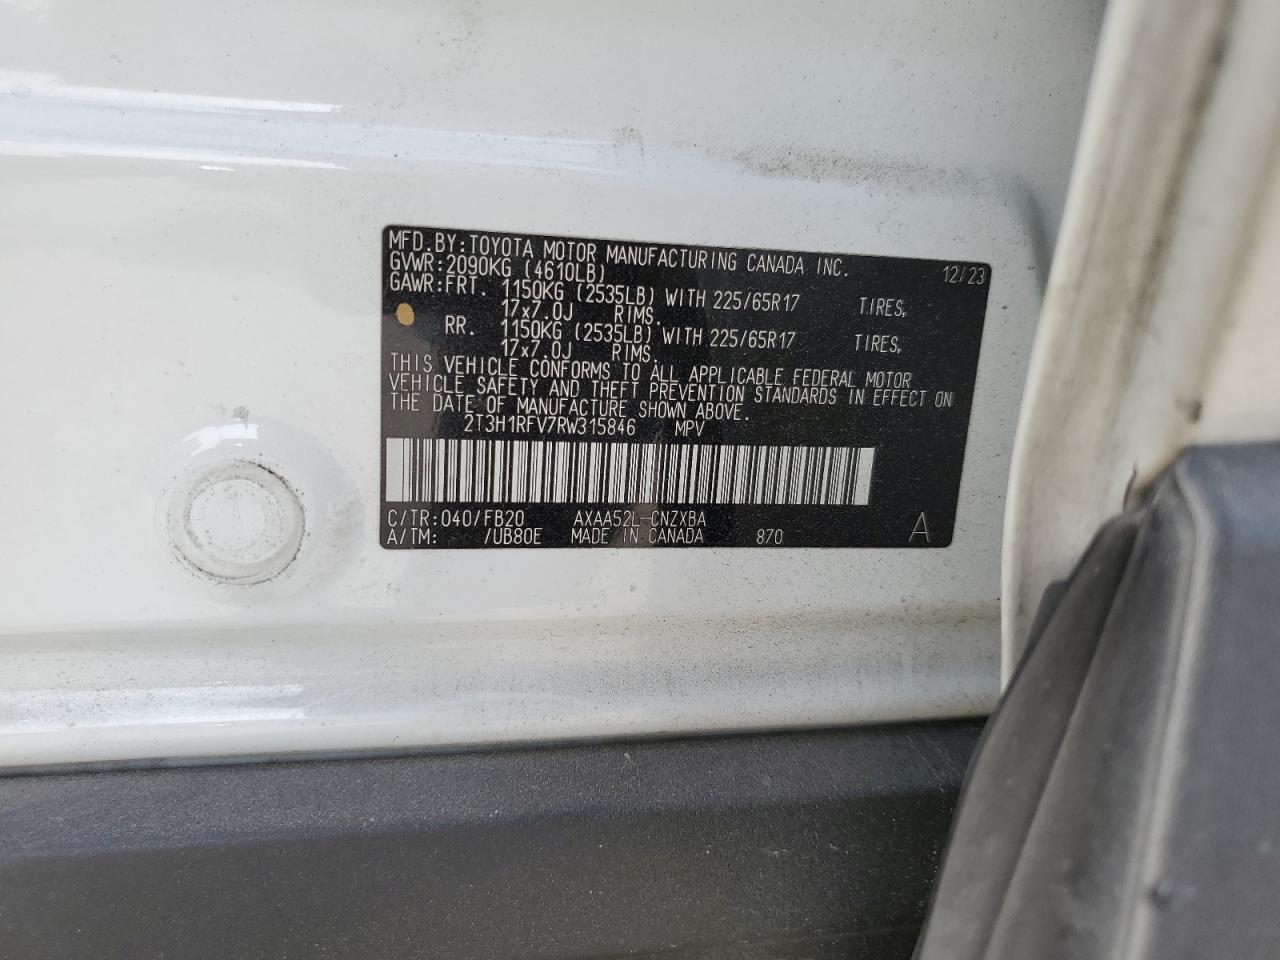 MFD.BY:TOYOTA MOTOR MANUFACTURING CANADA INC. 12/23
GVWR:2090KG (4610LB)
GAWR:FRT. 1150KG (2535LB) WITH 225/65R17 TIRES,
17x7.0J RIMS.
RR. 1150KG (2535LB) WITH 225/65R17 TIRES,
17x7.0J RIMS.
THIS VEHICLE CONFORMS TO ALL APPLICABLE FEDERAL MOTOR
VEHICLE SAFETY AND THEFT PREVENTION STANDARDS IN EFFECT ON
THE DATE OF MANUFACTURE SHOWN ABOVE.
2T3H1RFV7RW315846 MPV
C/TR:040/FB20 AXAA52L-CNZXBA
A/TM: /UB80E MADE IN CANADA 870 A